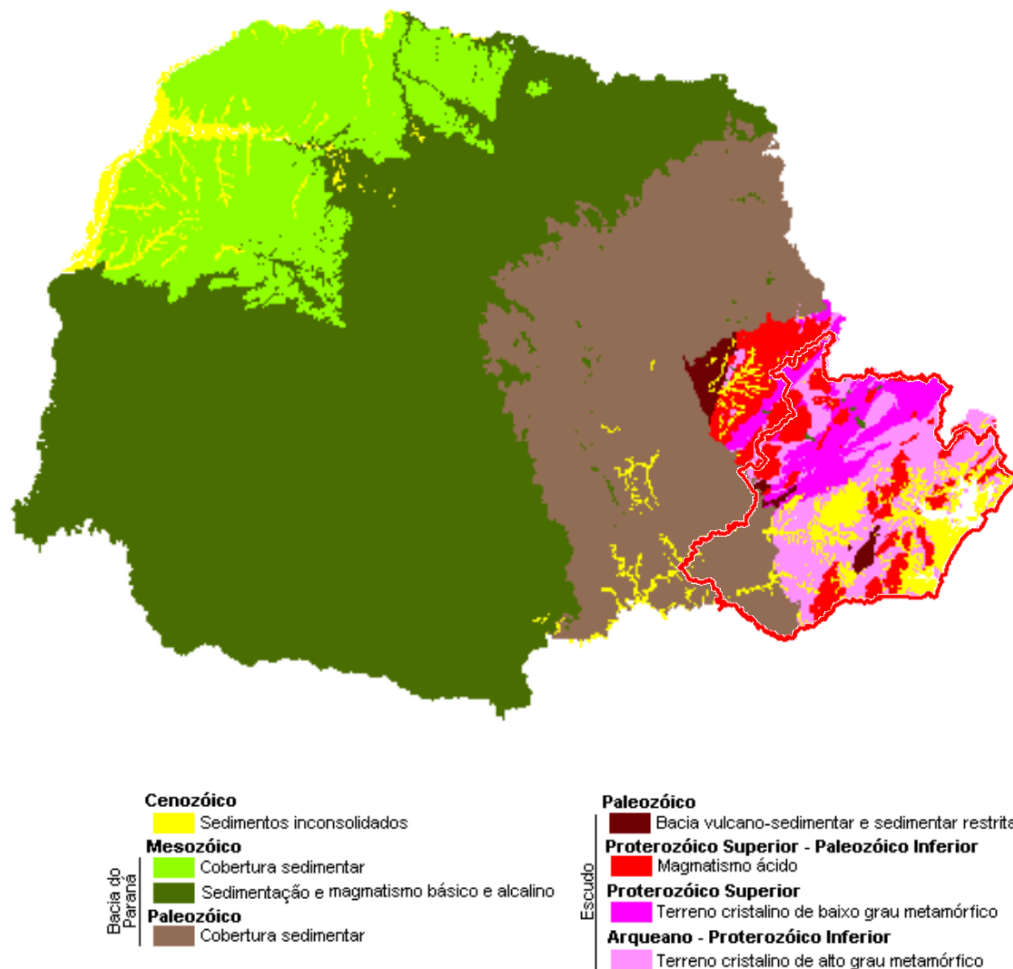 Cenozóico
Sedimentos inconsolidados
Mesozóico
Cobertura sedimentar
Sedimentação e magmatismo básico e alcalino
Paleozóico
Cobertura sedimentar
Bacia do
Paraná
Paleozóico
Bacia vulcano-sedimentar e sedimentar restrita
Proterozóico Superior - Paleozóico Inferior
Magmatismo ácido
Proterozóico Superior
Terreno cristalino de baixo grau metamórfico
Arqueano - Proterozóico Inferior
Terreno cristalino de alto grau metamórfico
Escudo